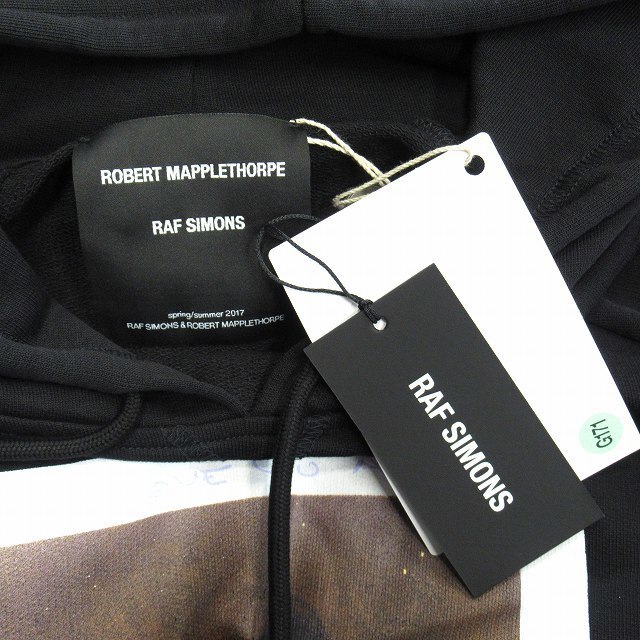 ROBERT MAPPLETHORPE
RAF SIMONS
spring/summer 2017
RAF SIMONS & ROBERT MAPPLETHORPE
RAF SIMONS
G171